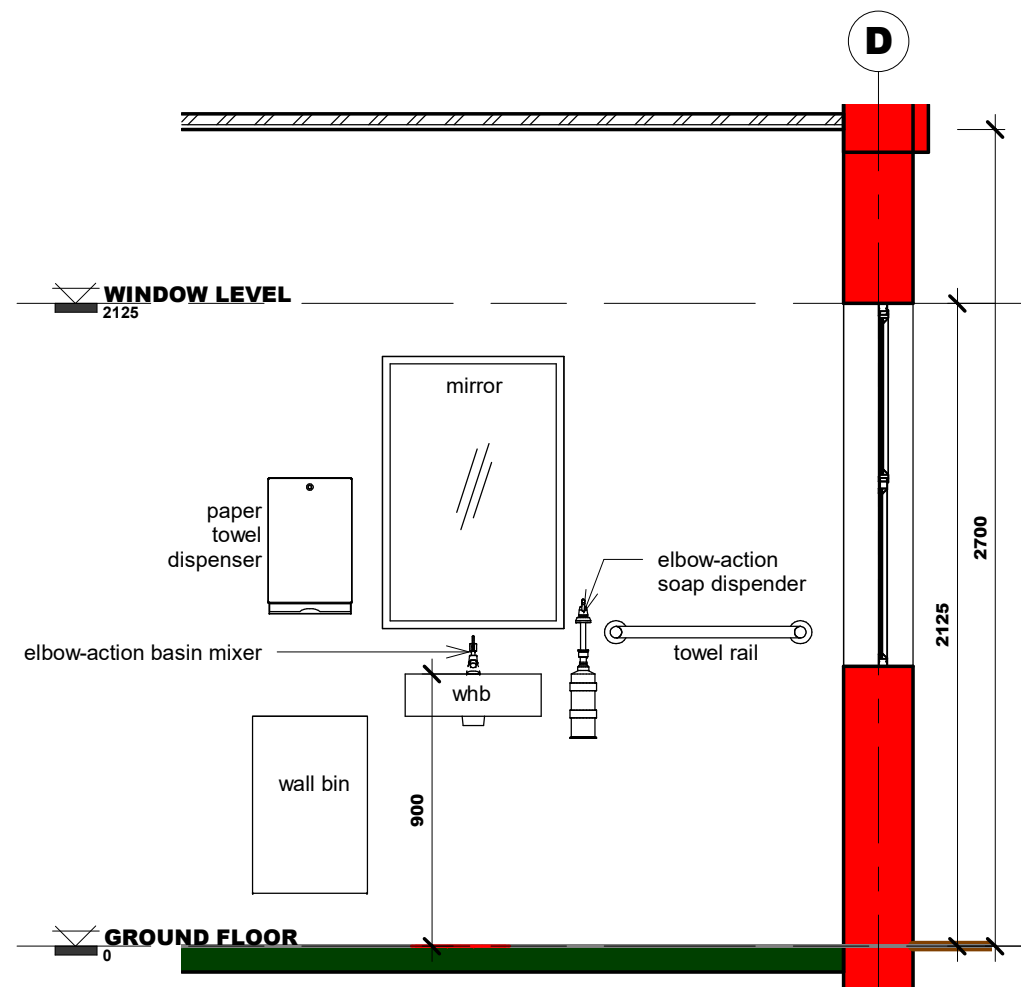 D
WINDOW LEVEL
2125
mirror
paper
towel
dispenser
elbow-action
soap dispender
2700
2125
elbow-action basin mixer
towel rail
whb
wall bin
900
GROUND FLOOR
0